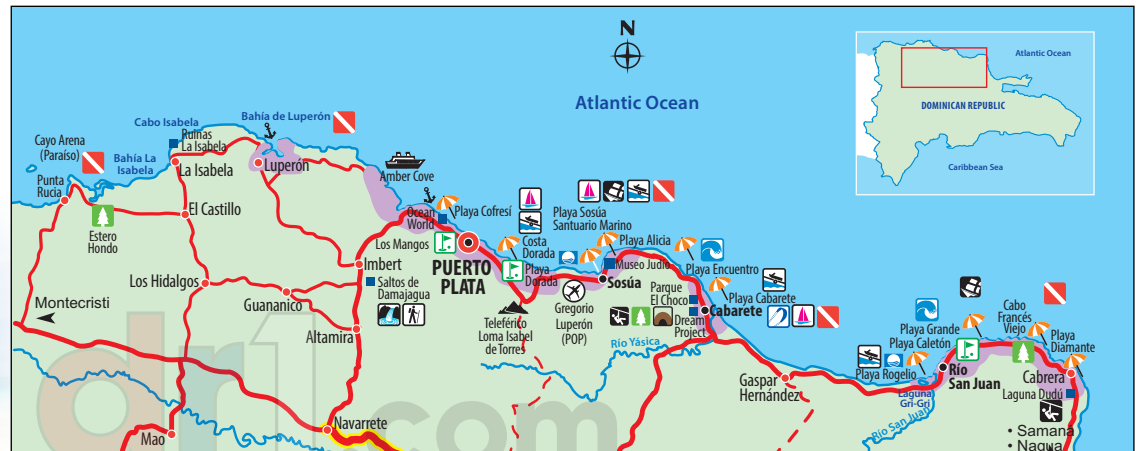 N
Atlantic Ocean
Atlantic Ocean
DOMINICAN REPUBLIC
Caribbean Sea
Cabo Isabela
Bahía de Luperón
Ruinas
La Isabela
Cayo Arena
(Paraíso)
Bahía La
Isabela
La Isabela
Luperón
Punta
Rucia
Amber Cove
El Castillo
Estero
Hondo
Ocean
World
Playa Cofresí
Los Mangos
PUERTO
PLATA
Costa
Dorada
Playa
Dorada
Playa Sosúa
Santuario Marino
Playa Alicia
Museo Judio
Sosúa
Playa Encuentro
Imbert
Saltos de
Damajagua
Los Hidalgos
Guananico
Altamira
Montecristi
Teleférico
Loma Isabel
de Torres
Gregorio
Luperón
(POP)
Parque
El Choco
Playa Cabarete
Cabarete
Dream
Project
Río Yásica
Gaspar
Hernández
Playa Grande
Playa Caletón
Playa Rogelio
Río
San Juan
Laguna
Gri-Gri
Río San Juan
Cabo
Francés
Viejo
Playa
Diamante
Cabrera
Laguna Dudú
• Samaná
• Nagua
Mao
Navarrete
dr1.com